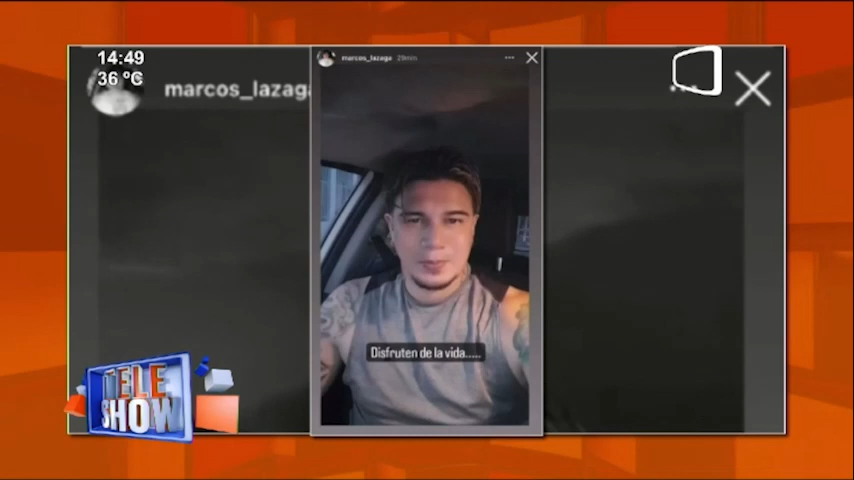 14:49
36 ºC
marcos_lazaga
marcos_lazaga 29min
Disfruten de la vida.....
TELE
SHOW